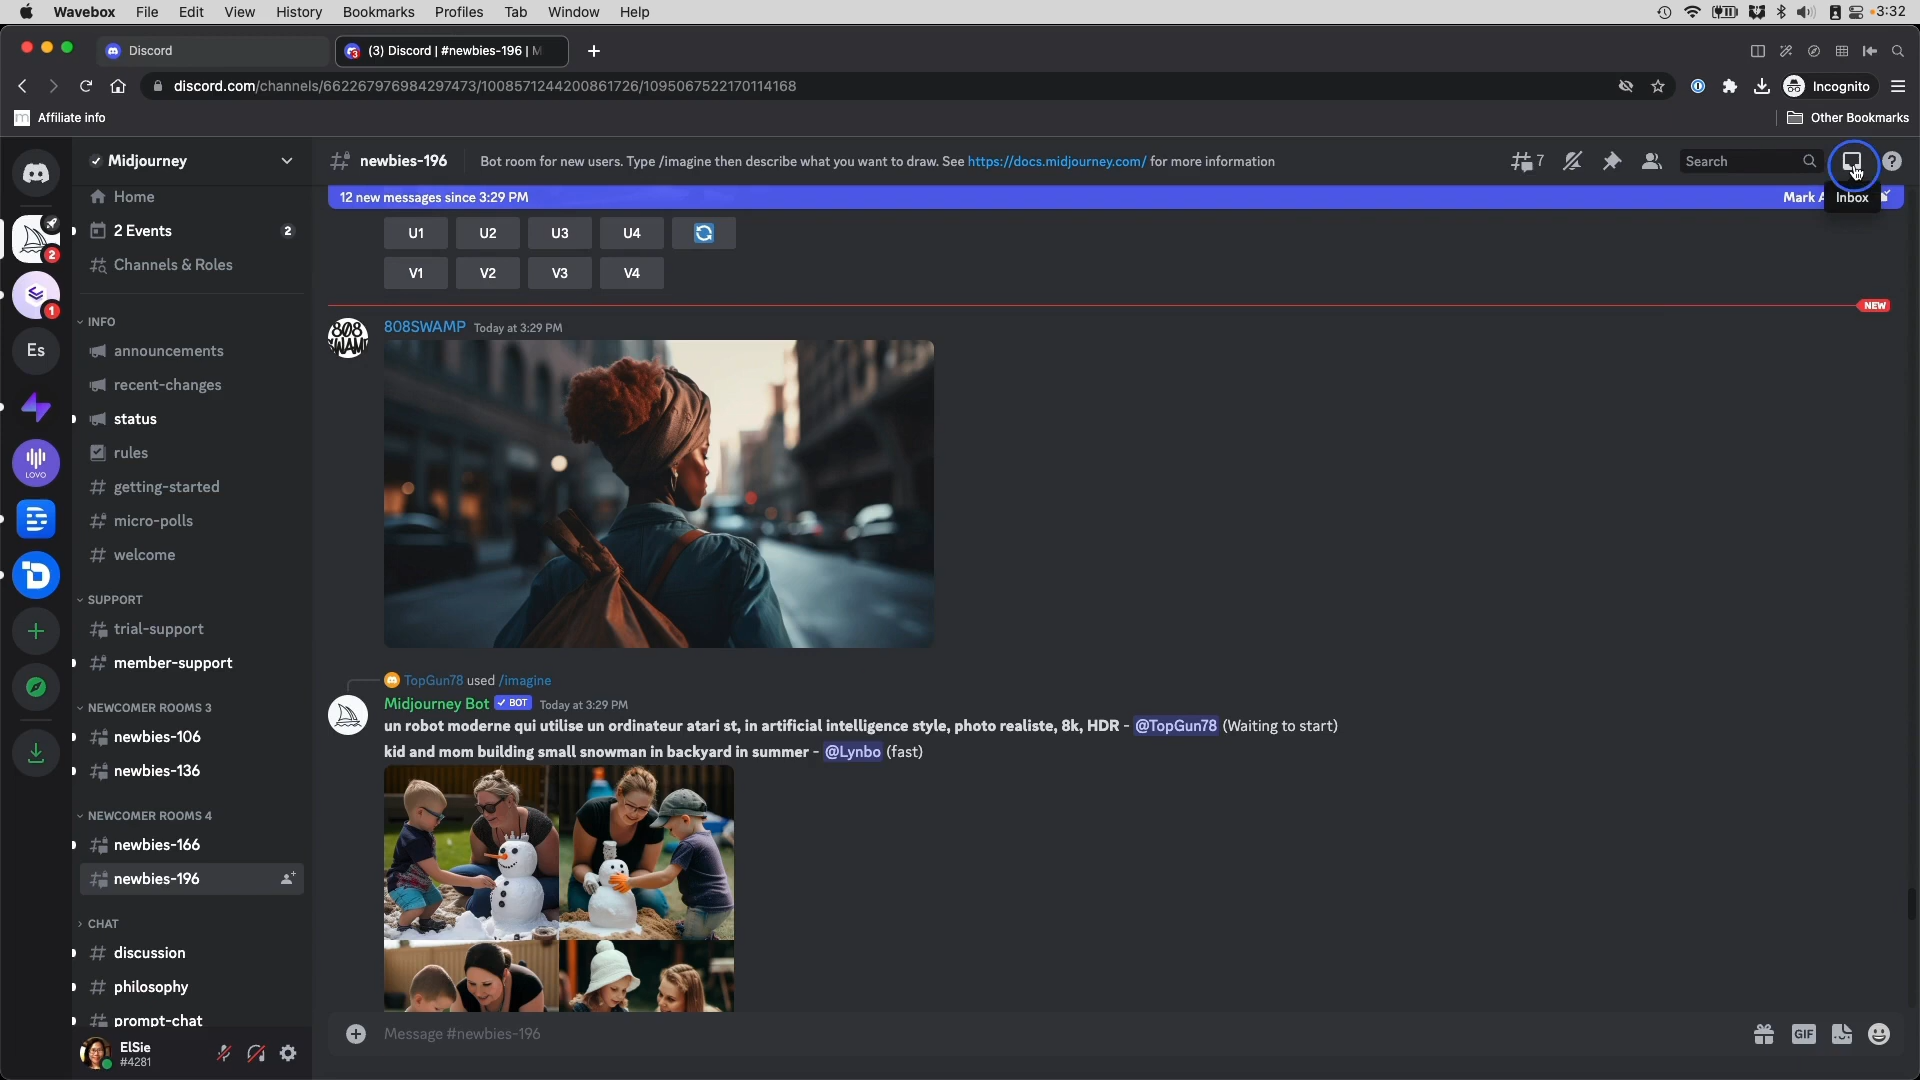 Wavebox File Edit View History Bookmarks Profiles Tab Window Help 3:32
Discord
(3) Discord | #newbies-196 | M
discord.com/channels/662267976984297473/1008571244200861726/1095067522170114168
Incognito
m Affiliate info
Other Bookmarks
Midjourney
newbies-196
Bot room for new users. Type /imagine then describe what you want to draw. See https://docs.midjourney.com/ for more information
7
Search
12 new messages since 3:29 PM
Mark A
Inbox
Home
2 Events 2
Channels & Roles
INFO
announcements
recent-changes
status
rules
getting-started
micro-polls
welcome
SUPPORT
trial-support
member-support
NEWCOMER ROOMS 3
newbies-106
newbies-136
NEWCOMER ROOMS 4
newbies-166
newbies-196
CHAT
discussion
philosophy
prompt-chat
ElSie
#4281
2
1
Es
LOVO
U1 U2 U3 U4
V1 V2 V3 V4
NEW
808SWAMP Today at 3:29 PM
TopGun78 used /imagine
Midjourney Bot BOT Today at 3:29 PM
un robot moderne qui utilise un ordinateur atari st, in artificial intelligence style, photo realiste, 8k, HDR - @TopGun78 (Waiting to start)
kid and mom building small snowman in backyard in summer - @Lynbo (fast)
Message #newbies-196
GIF